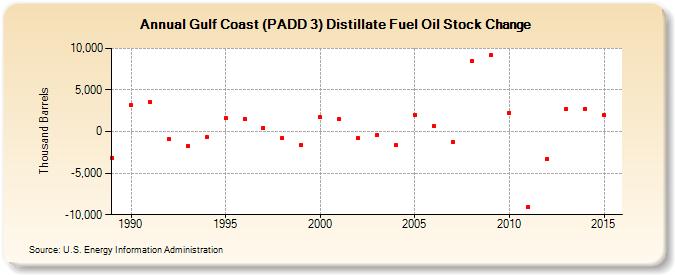 Annual Gulf Coast (PADD 3) Distillate Fuel Oil Stock Change
Thousand Barrels
10,000
5,000
0
-5,000
-10,000
1990 1995 2000 2005 2010 2015
Source: U.S. Energy Information Administration